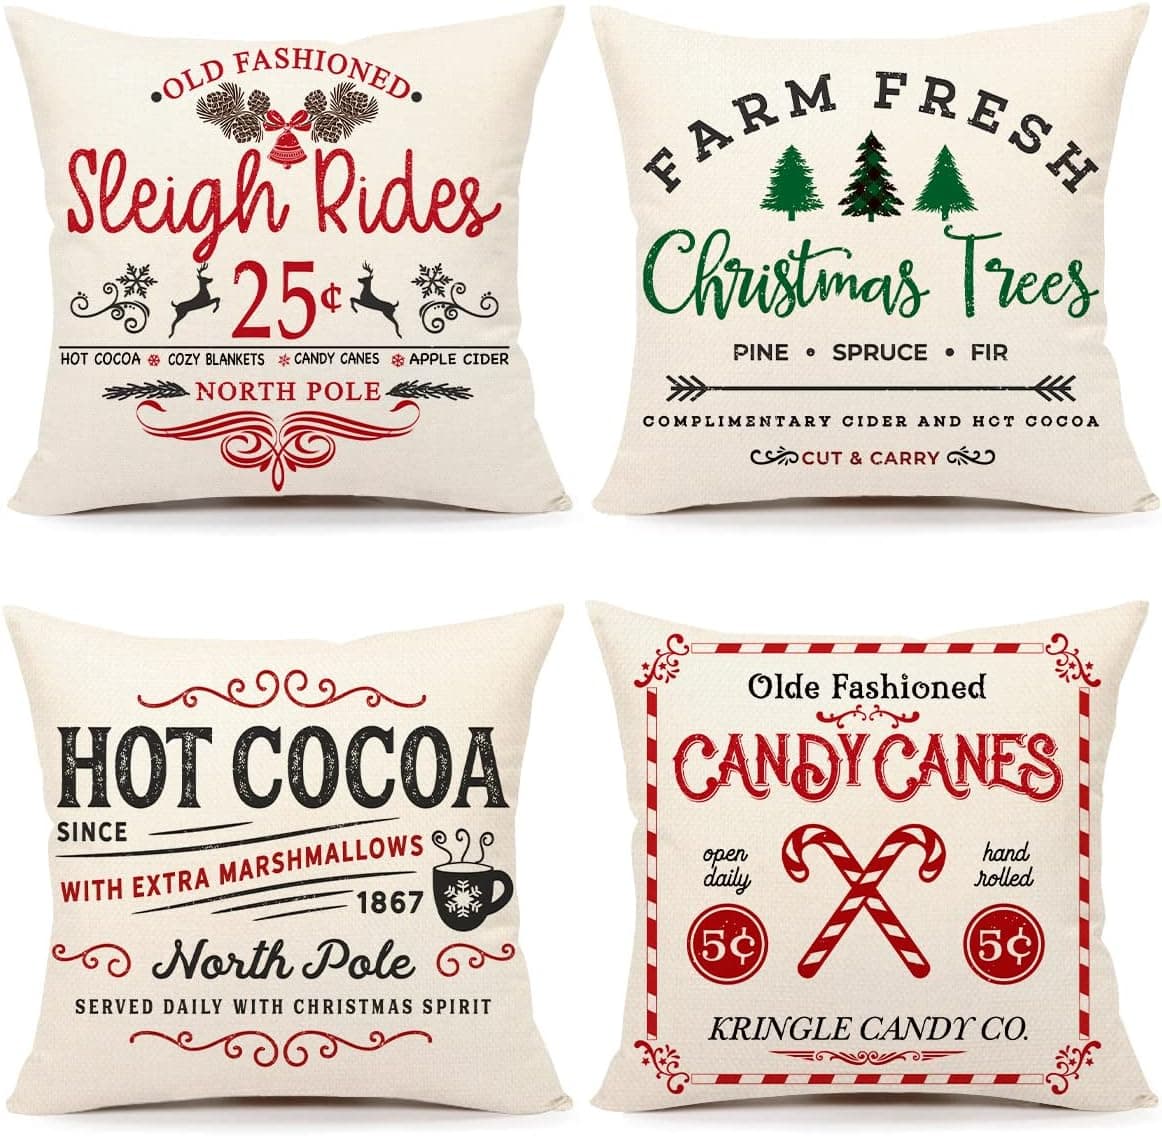 OLD FASHIONED
Sleigh Rides
25¢
HOT COCOA COZY BLANKETS CANDY CANES APPLE CIDER
NORTH POLE
FARM FRESH
Christmas Trees
PINE • SPRUCE • FIR
COMPLIMENTARY CIDER AND HOT COCOA
CUT & CARRY
HOT COCOA
SINCE
WITH EXTRA MARSHMALLOWS
1867
North Pole
SERVED DAILY WITH CHRISTMAS SPIRIT
Olde Fashioned
CANDY CANES
open daily
hand rolled
5¢ 5¢
KRINGLE CANDY CO.